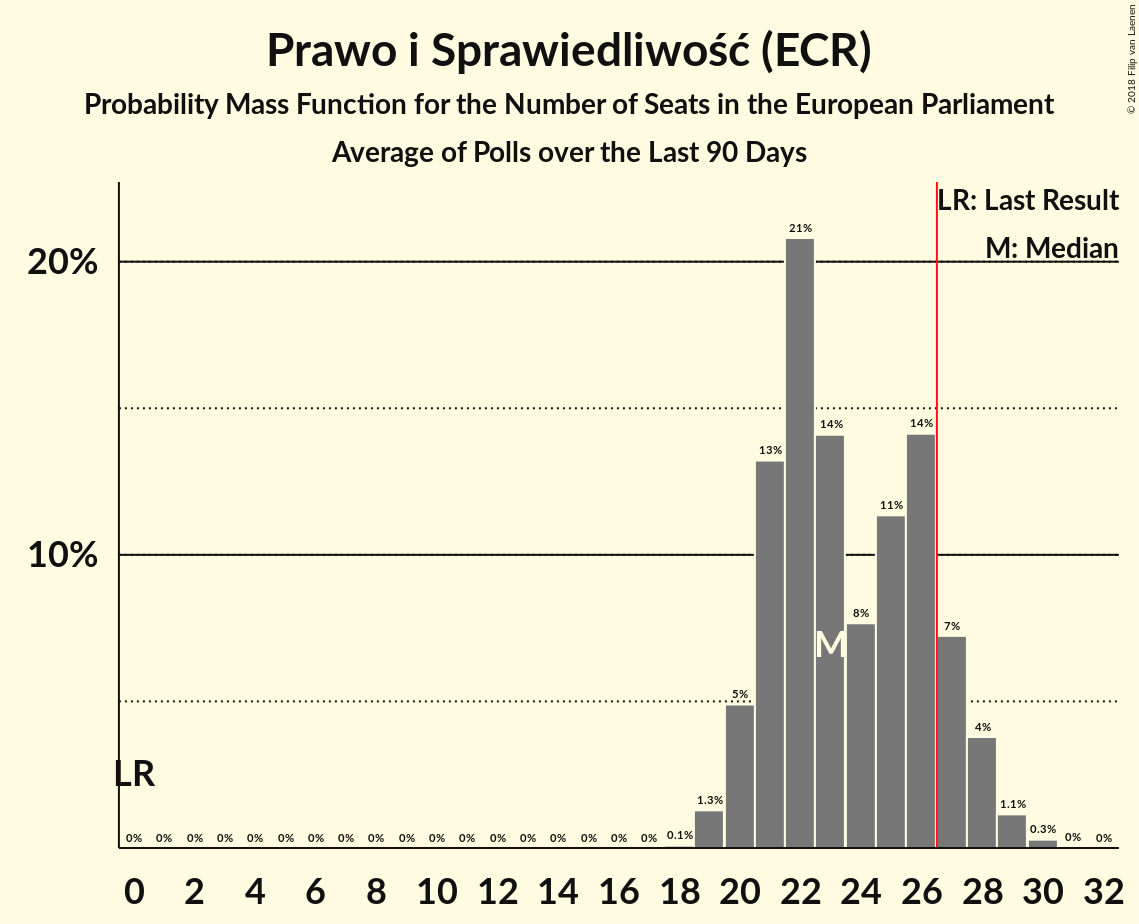 Prawo i Sprawiedliwość (ECR)
Probability Mass Function for the Number of Seats in the European Parliament
Average of Polls over the Last 90 Days
© 2018 Filip van Laenen
LR: Last Result
M: Median
20%
10%
21%
14%
14%
13%
11%
8%
7%
5%
4%
1.3%
1.1%
0.3%
0.1%
M
LR
0% 0% 0% 0% 0% 0% 0% 0% 0% 0% 0% 0% 0% 0% 0% 0% 0% 0% 0% 0%
0 2 4 6 8 10 12 14 16 18 20 22 24 26 28 30 32